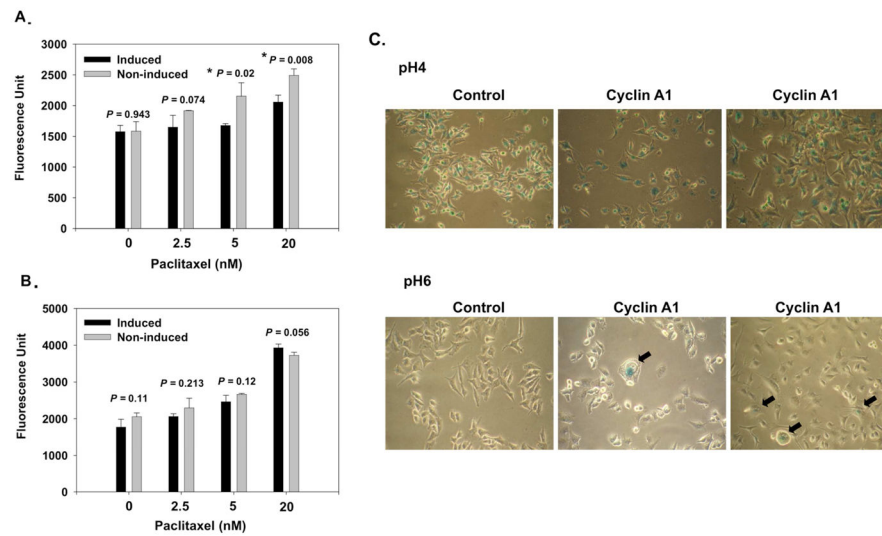 A.
3000
2500
2000
1500
1000
500
0
Fluorescence Unit
Induced
Non-induced
P = 0.943
P = 0.074
* P = 0.02
* P = 0.008
0 2.5 5 20
Paclitaxel (nM)
B.
5000
4000
3000
2000
1000
0
Fluorescence Unit
Induced
Non-induced
P = 0.11
P = 0.213
P = 0.12
P = 0.056
0 2.5 5 20
Paclitaxel (nM)
C.
pH4
Control Cyclin A1 Cyclin A1
pH6
Control Cyclin A1 Cyclin A1